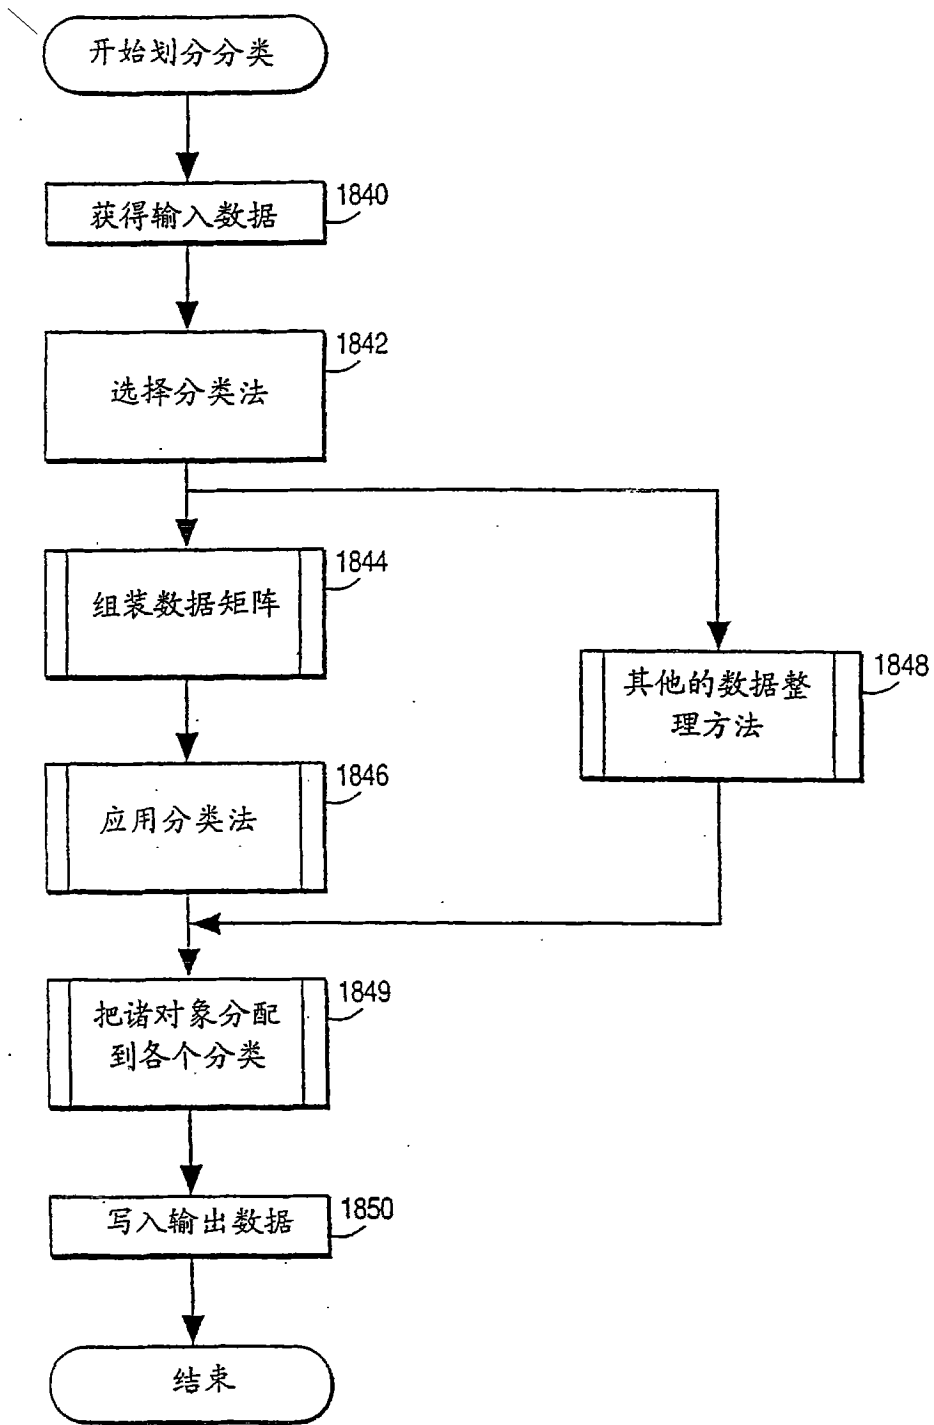 开始划分分类
获得输入数据
1840
选择分类法
1842
组装数据矩阵
1844
其他的数据整
理方法
1848
应用分类法
1846
把诸对象分配
到各个分类
1849
写入输出数据
1850
结束